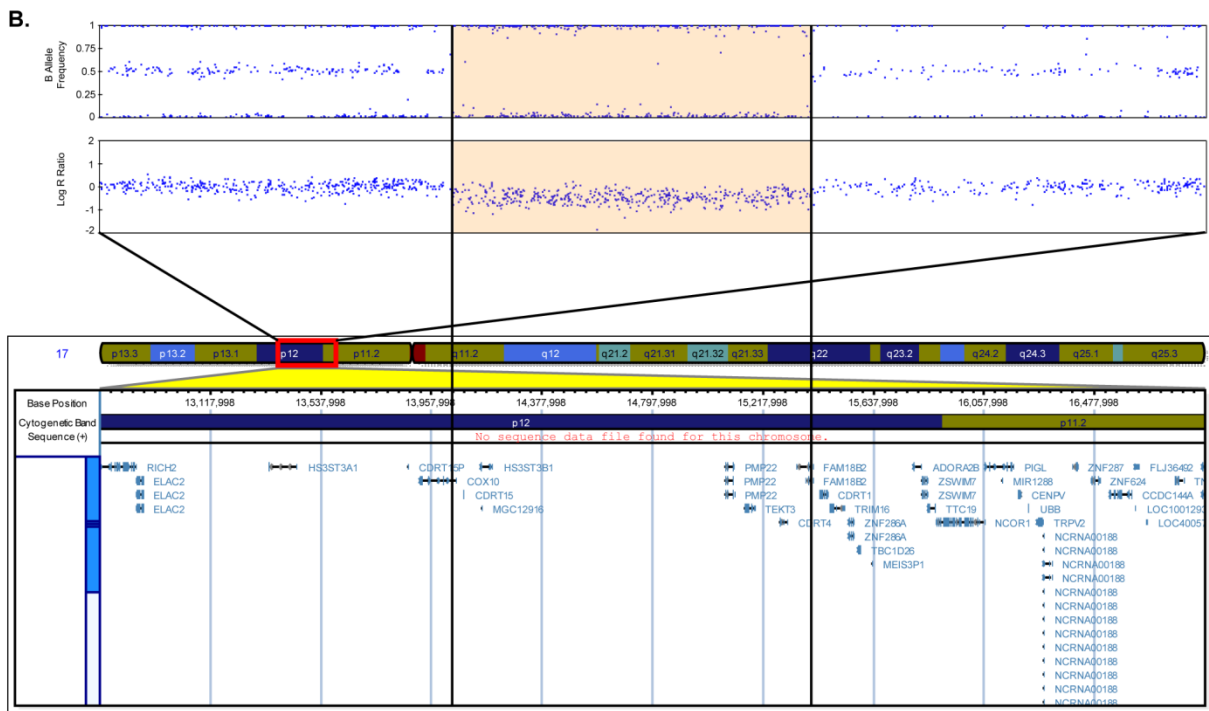 B.
B Allele
Frequency
1
0.75
0.5
0.25
0
Log R Ratio
2
1
0
-1
-2
17
p13.3 p13.2 p13.1 p12 p11.2 q11.2 q12 q21.2 q21.31 q21.32 q21.33 q22 q23.2 q24.2 q24.3 q25.1 q25.3
Base Position 13,117,998 13,537,998 13,957,998 14,377,998 14,797,998 15,217,998 15,637,998 16,057,998 16,477,998
Cytogenetic Band p12 p11.2
Sequence (+) No sequence data file found for this chromosome.
RICH2 HS3ST3A1 CDRT15P HS3ST3B1 PMP22 FAM18B2 ADORA2B PIGL ZNF287 FLJ36492
ELAC2 COX10 PMP22 FAM18B2 ZSWIM7 MIR1288 ZNF624 TN
ELAC2 CDRT15 PMP22 CDRT1 ZSWIM7 CENPV CCDC144A
ELAC2 MGC12916 TEKT3 TRIM16 TTC19 UBB LOC1001293
CDRT4 ZNF286A NCOR1 TRPV2 LOC40057
ZNF286A NCRNA00188
TBC1D26 NCRNA00188
MEIS3P1 NCRNA00188
NCRNA00188
NCRNA00188
NCRNA00188
NCRNA00188
NCRNA00188
NCRNA00188
NCRNA00188
NCRNA00188
NCRNA00188
NCRNA00188